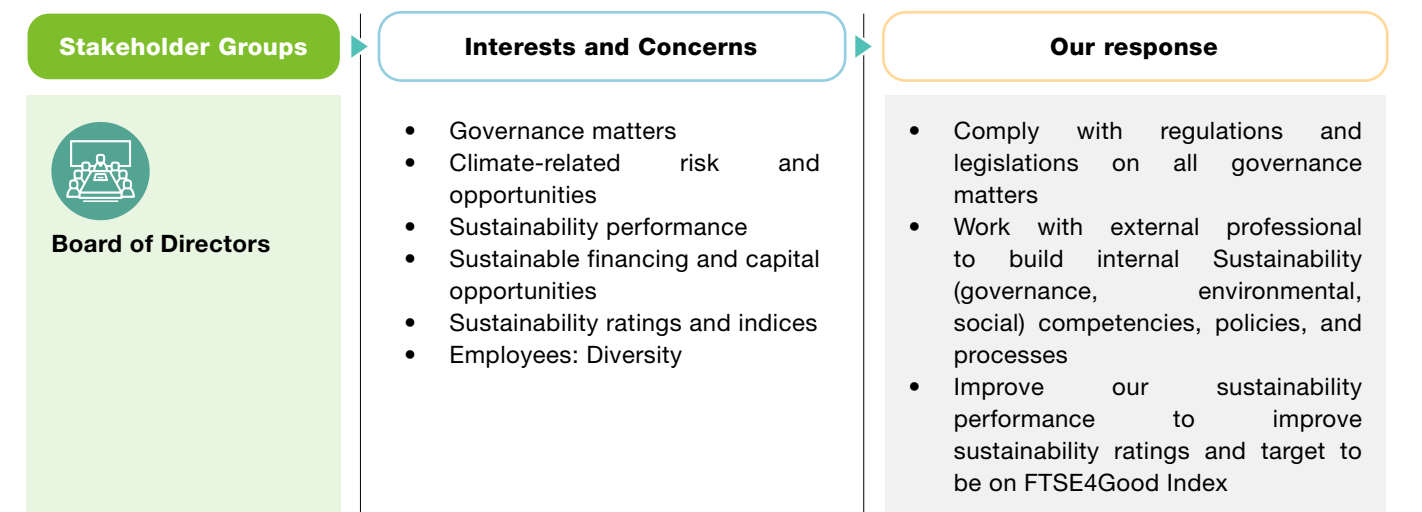 Stakeholder Groups
Interests and Concerns
Our response
Board of Directors
• Governance matters
• Climate-related risk and
opportunities
• Sustainability performance
• Sustainable financing and capital
opportunities
• Sustainability ratings and indices
• Employees: Diversity
• Comply with regulations and
legislations on all governance
matters
• Work with external professional
to build internal Sustainability
(governance, environmental,
social) competencies, policies, and
processes
• Improve our sustainability
performance to improve
sustainability ratings and target to
be on FTSE4Good Index